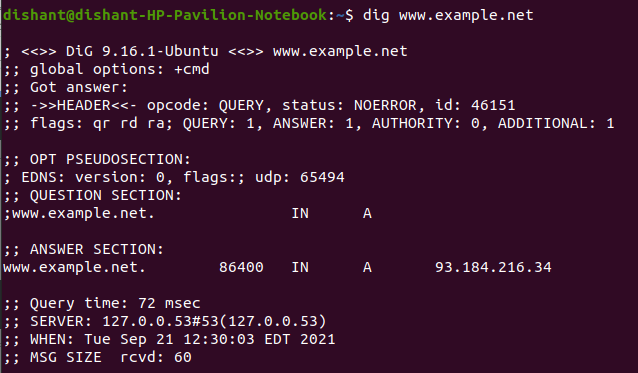 dishant@dishant-HP-Pavilion-Notebook:~$ dig www.example.net
; <<>> DiG 9.16.1-Ubuntu <<>> www.example.net
;; global options: +cmd
;; Got answer:
;; ->>HEADER<<- opcode: QUERY, status: NOERROR, id: 46151
;; flags: qr rd ra; QUERY: 1, ANSWER: 1, AUTHORITY: 0, ADDITIONAL: 1
;; OPT PSEUDOSECTION:
; EDNS: version: 0, flags:; udp: 65494
;; QUESTION SECTION:
;www.example.net. IN A
;; ANSWER SECTION:
www.example.net. 86400 IN A 93.184.216.34
;; Query time: 72 msec
;; SERVER: 127.0.0.53#53(127.0.0.53)
;; WHEN: Tue Sep 21 12:30:03 EDT 2021
;; MSG SIZE rcvd: 60